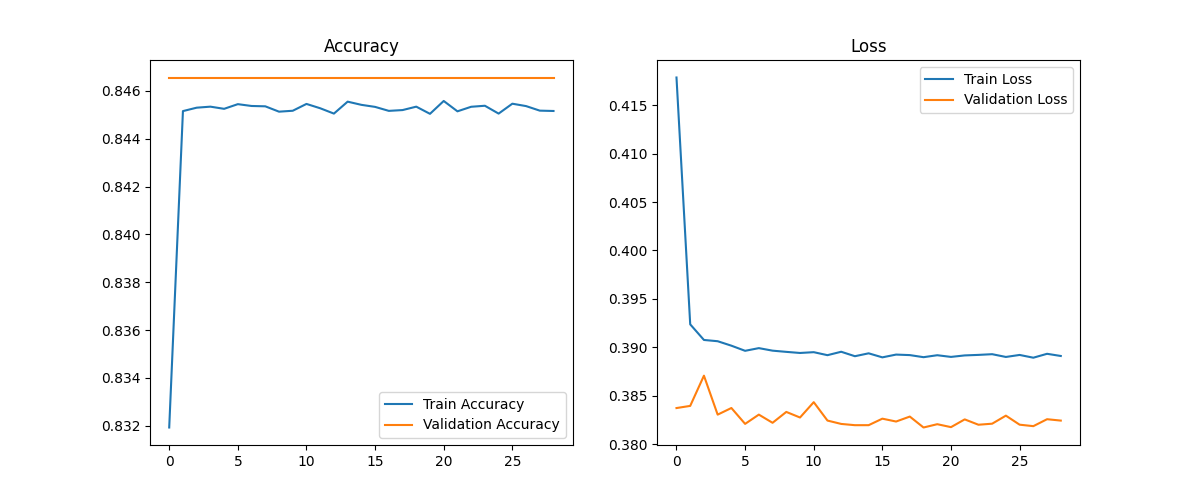 Accuracy
0.846
0.844
0.842
0.840
0.838
0.836
0.834
0.832
0 5 10 15 20 25
Train Accuracy
Validation Accuracy
Loss
0.415
0.410
0.405
0.400
0.395
0.390
0.385
0.380
0 5 10 15 20 25
Train Loss
Validation Loss